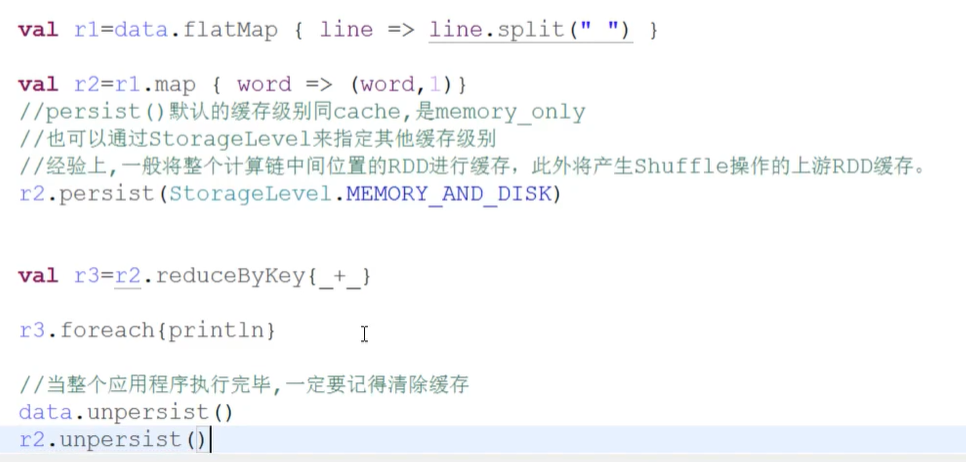 val r1=data.flatMap { line => line.split(" ") }
val r2=r1.map { word => (word,1)}
//persist()默认的缓存级别同cache,是memory_only
//也可以通过StorageLevel来指定其他缓存级别
//经验上,一般将整个计算链中间位置的RDD进行缓存，此外将产生Shuffle操作的上游RDD缓存。
r2.persist(StorageLevel.MEMORY_AND_DISK)
val r3=r2.reduceByKey{_+_}
r3.foreach{println}
//当整个应用程序执行完毕,一定要记得清除缓存
data.unpersist()
r2.unpersist()